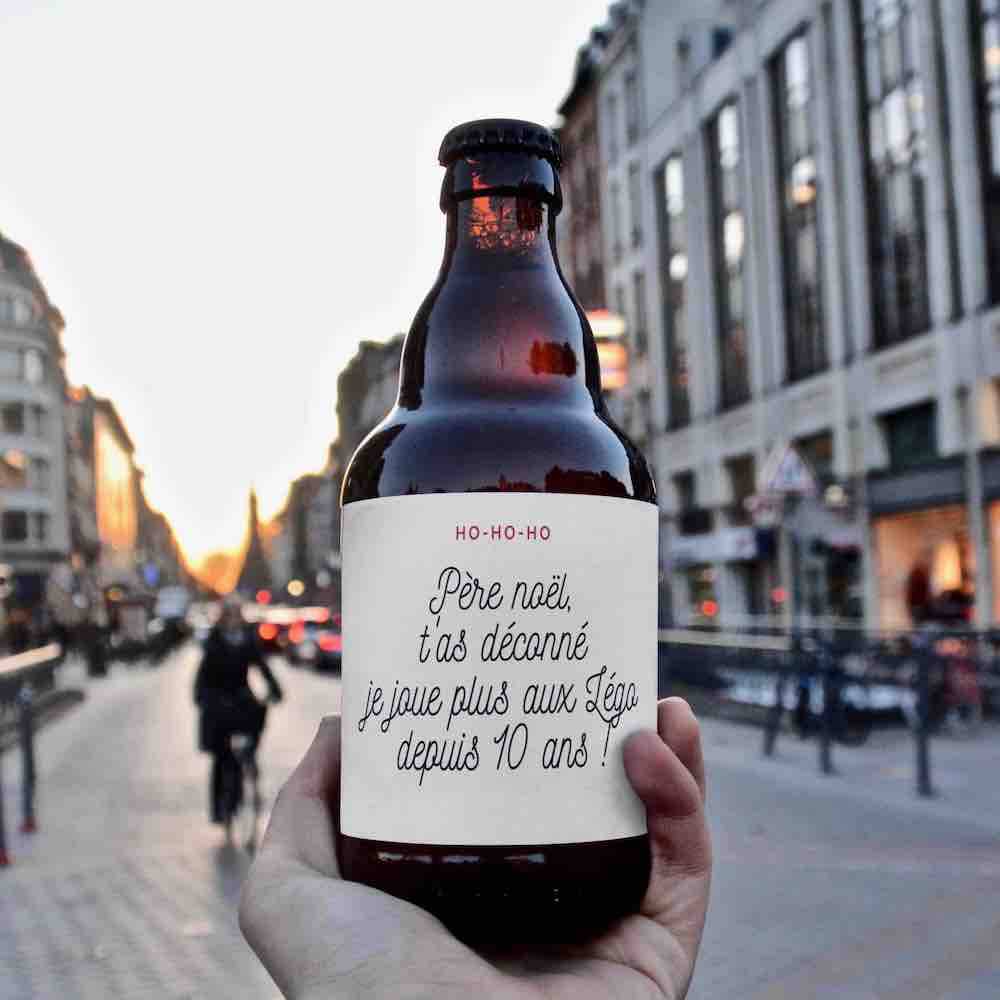 HO-HO-HO
Père noël,
t'as déconné
je joue plus aux Légo
depuis 10 ans !